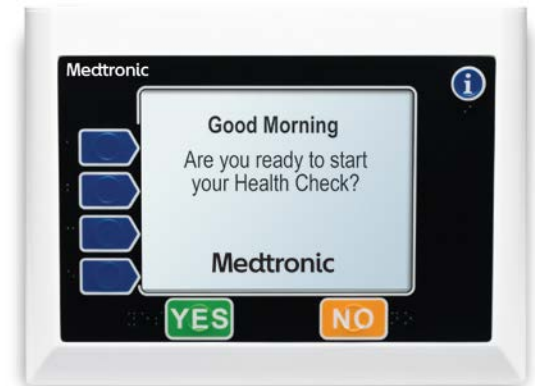 Medtronic
i
Good Morning
Are you ready to start
your Health Check?
Medtronic
YES
NO